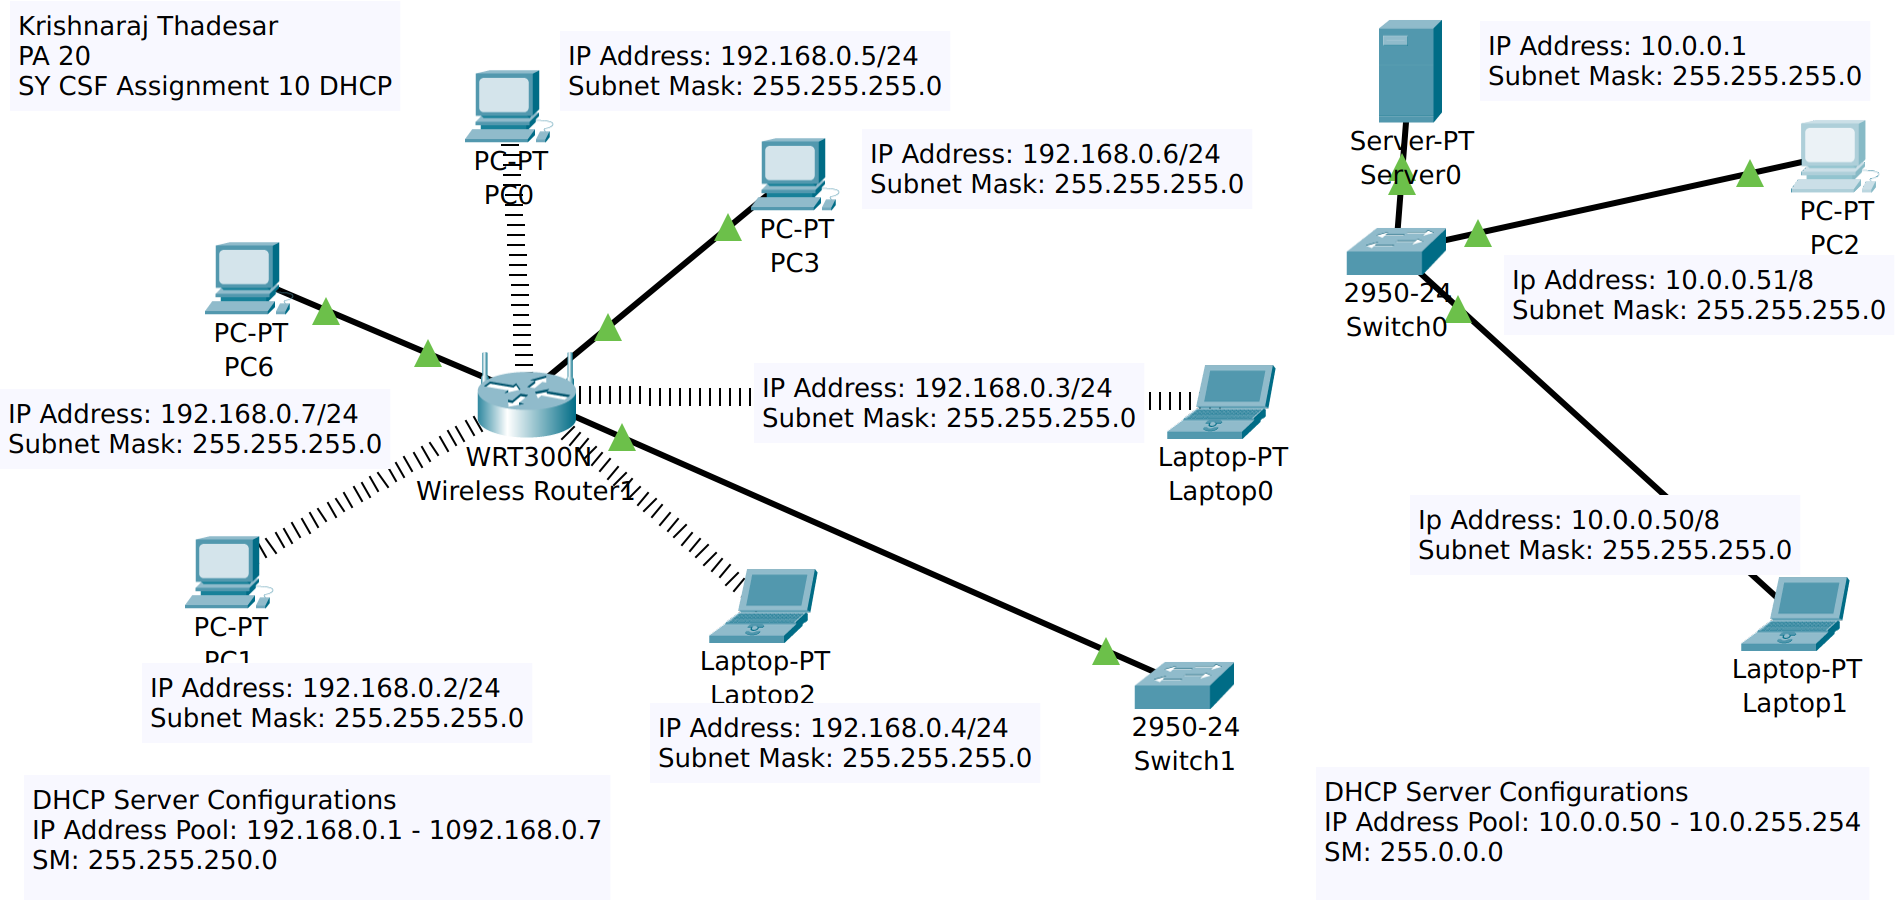 Krishnaraj Thadesar
PA 20
SY CSF Assignment 10 DHCP
IP Address: 192.168.0.5/24
Subnet Mask: 255.255.255.0
PC-PT
PC0
IP Address: 192.168.0.6/24
Subnet Mask: 255.255.255.0
PC-PT
PC3
PC-PT
PC6
IP Address: 192.168.0.7/24
Subnet Mask: 255.255.255.0
WRT300N
Wireless Router1
IP Address: 192.168.0.3/24
Subnet Mask: 255.255.255.0
Laptop-PT
Laptop0
PC-PT
PC1
IP Address: 192.168.0.2/24
Subnet Mask: 255.255.255.0
Laptop-PT
Laptop2
IP Address: 192.168.0.4/24
Subnet Mask: 255.255.255.0
2950-24
Switch1
DHCP Server Configurations
IP Address Pool: 192.168.0.1 - 1092.168.0.7
SM: 255.255.250.0
IP Address: 10.0.0.1
Subnet Mask: 255.255.255.0
Server-PT
Server0
PC-PT
PC2
Ip Address: 10.0.0.51/8
Subnet Mask: 255.255.255.0
2950-24
Switch0
Ip Address: 10.0.0.50/8
Subnet Mask: 255.255.255.0
Laptop-PT
Laptop1
DHCP Server Configurations
IP Address Pool: 10.0.0.50 - 10.0.255.254
SM: 255.0.0.0